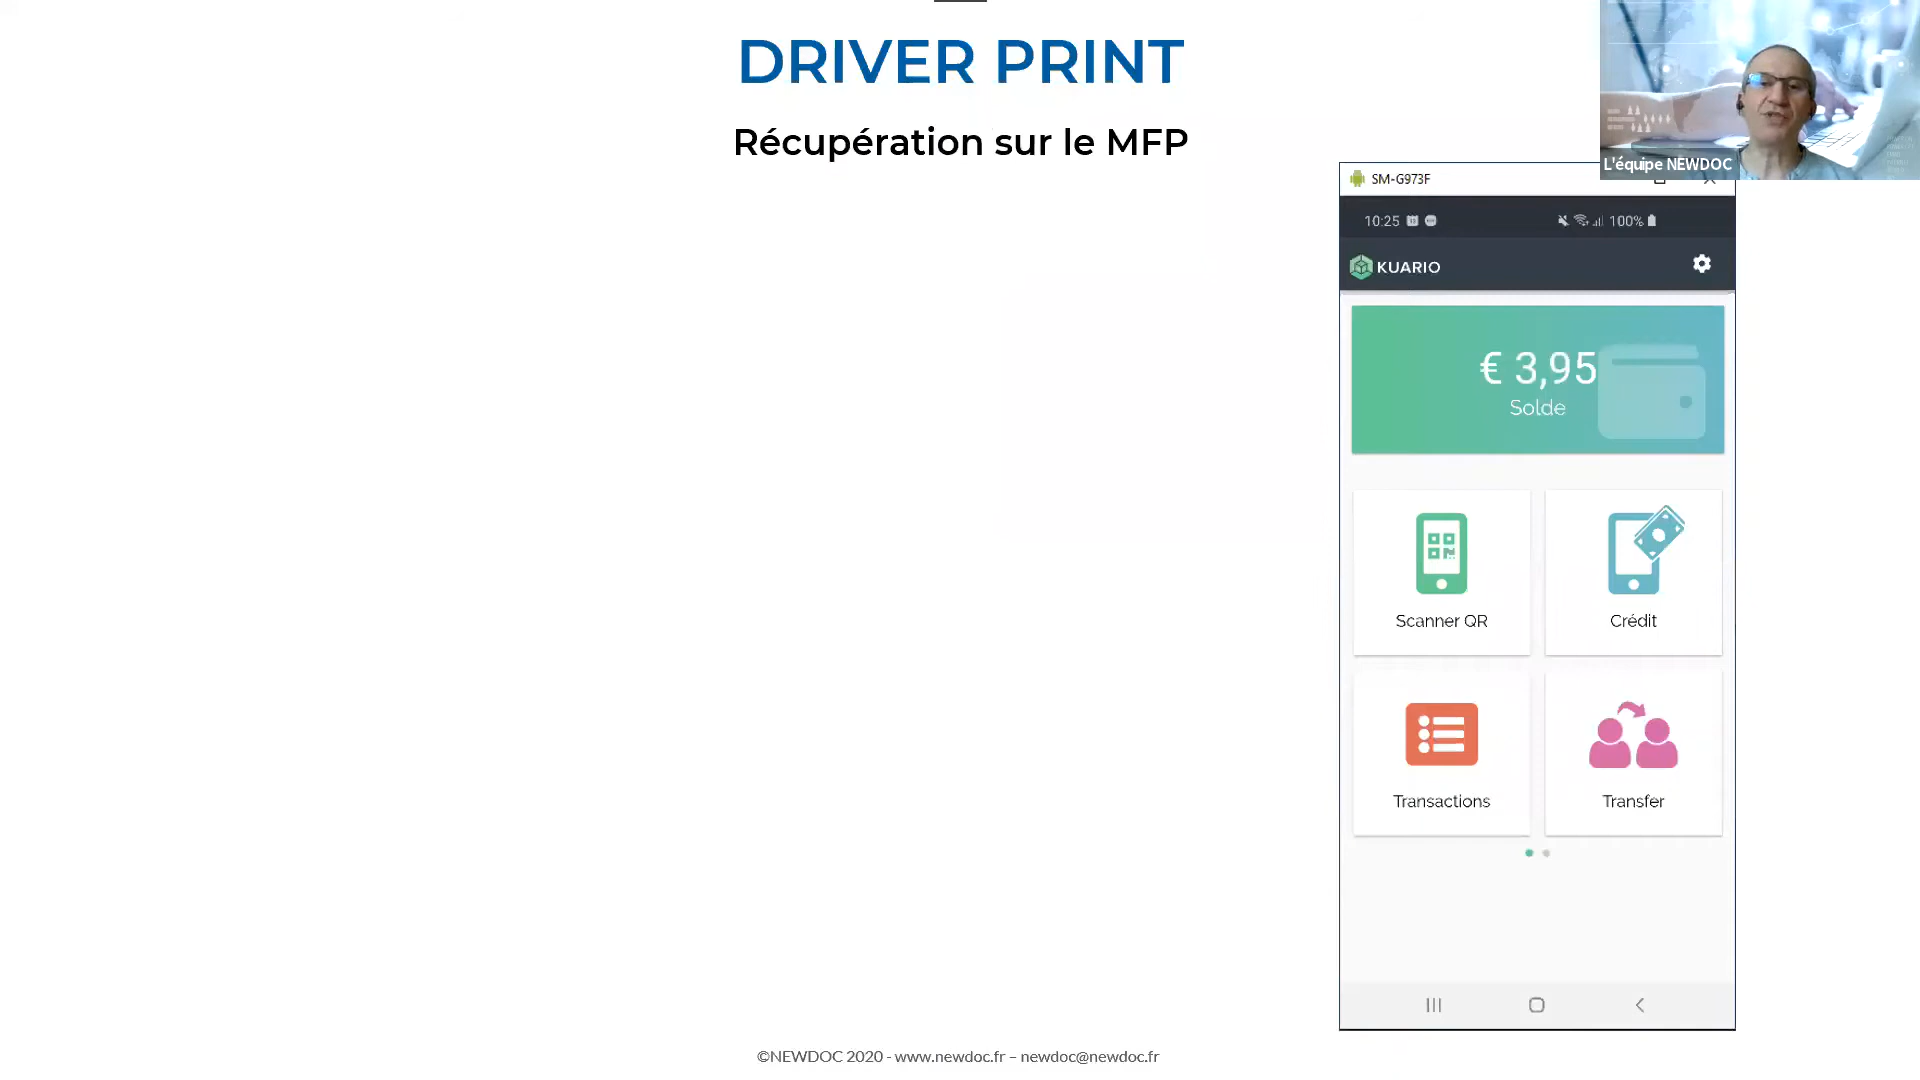 DRIVER PRINT
Récupération sur le MFP
L'équipe NEWDOC
SM-G973F
10:25
100%
KUARIO
€ 3,95
Solde
Scanner QR
Crédit
Transactions
Transfer
©NEWDOC 2020 - www.newdoc.fr – newdoc@newdoc.fr